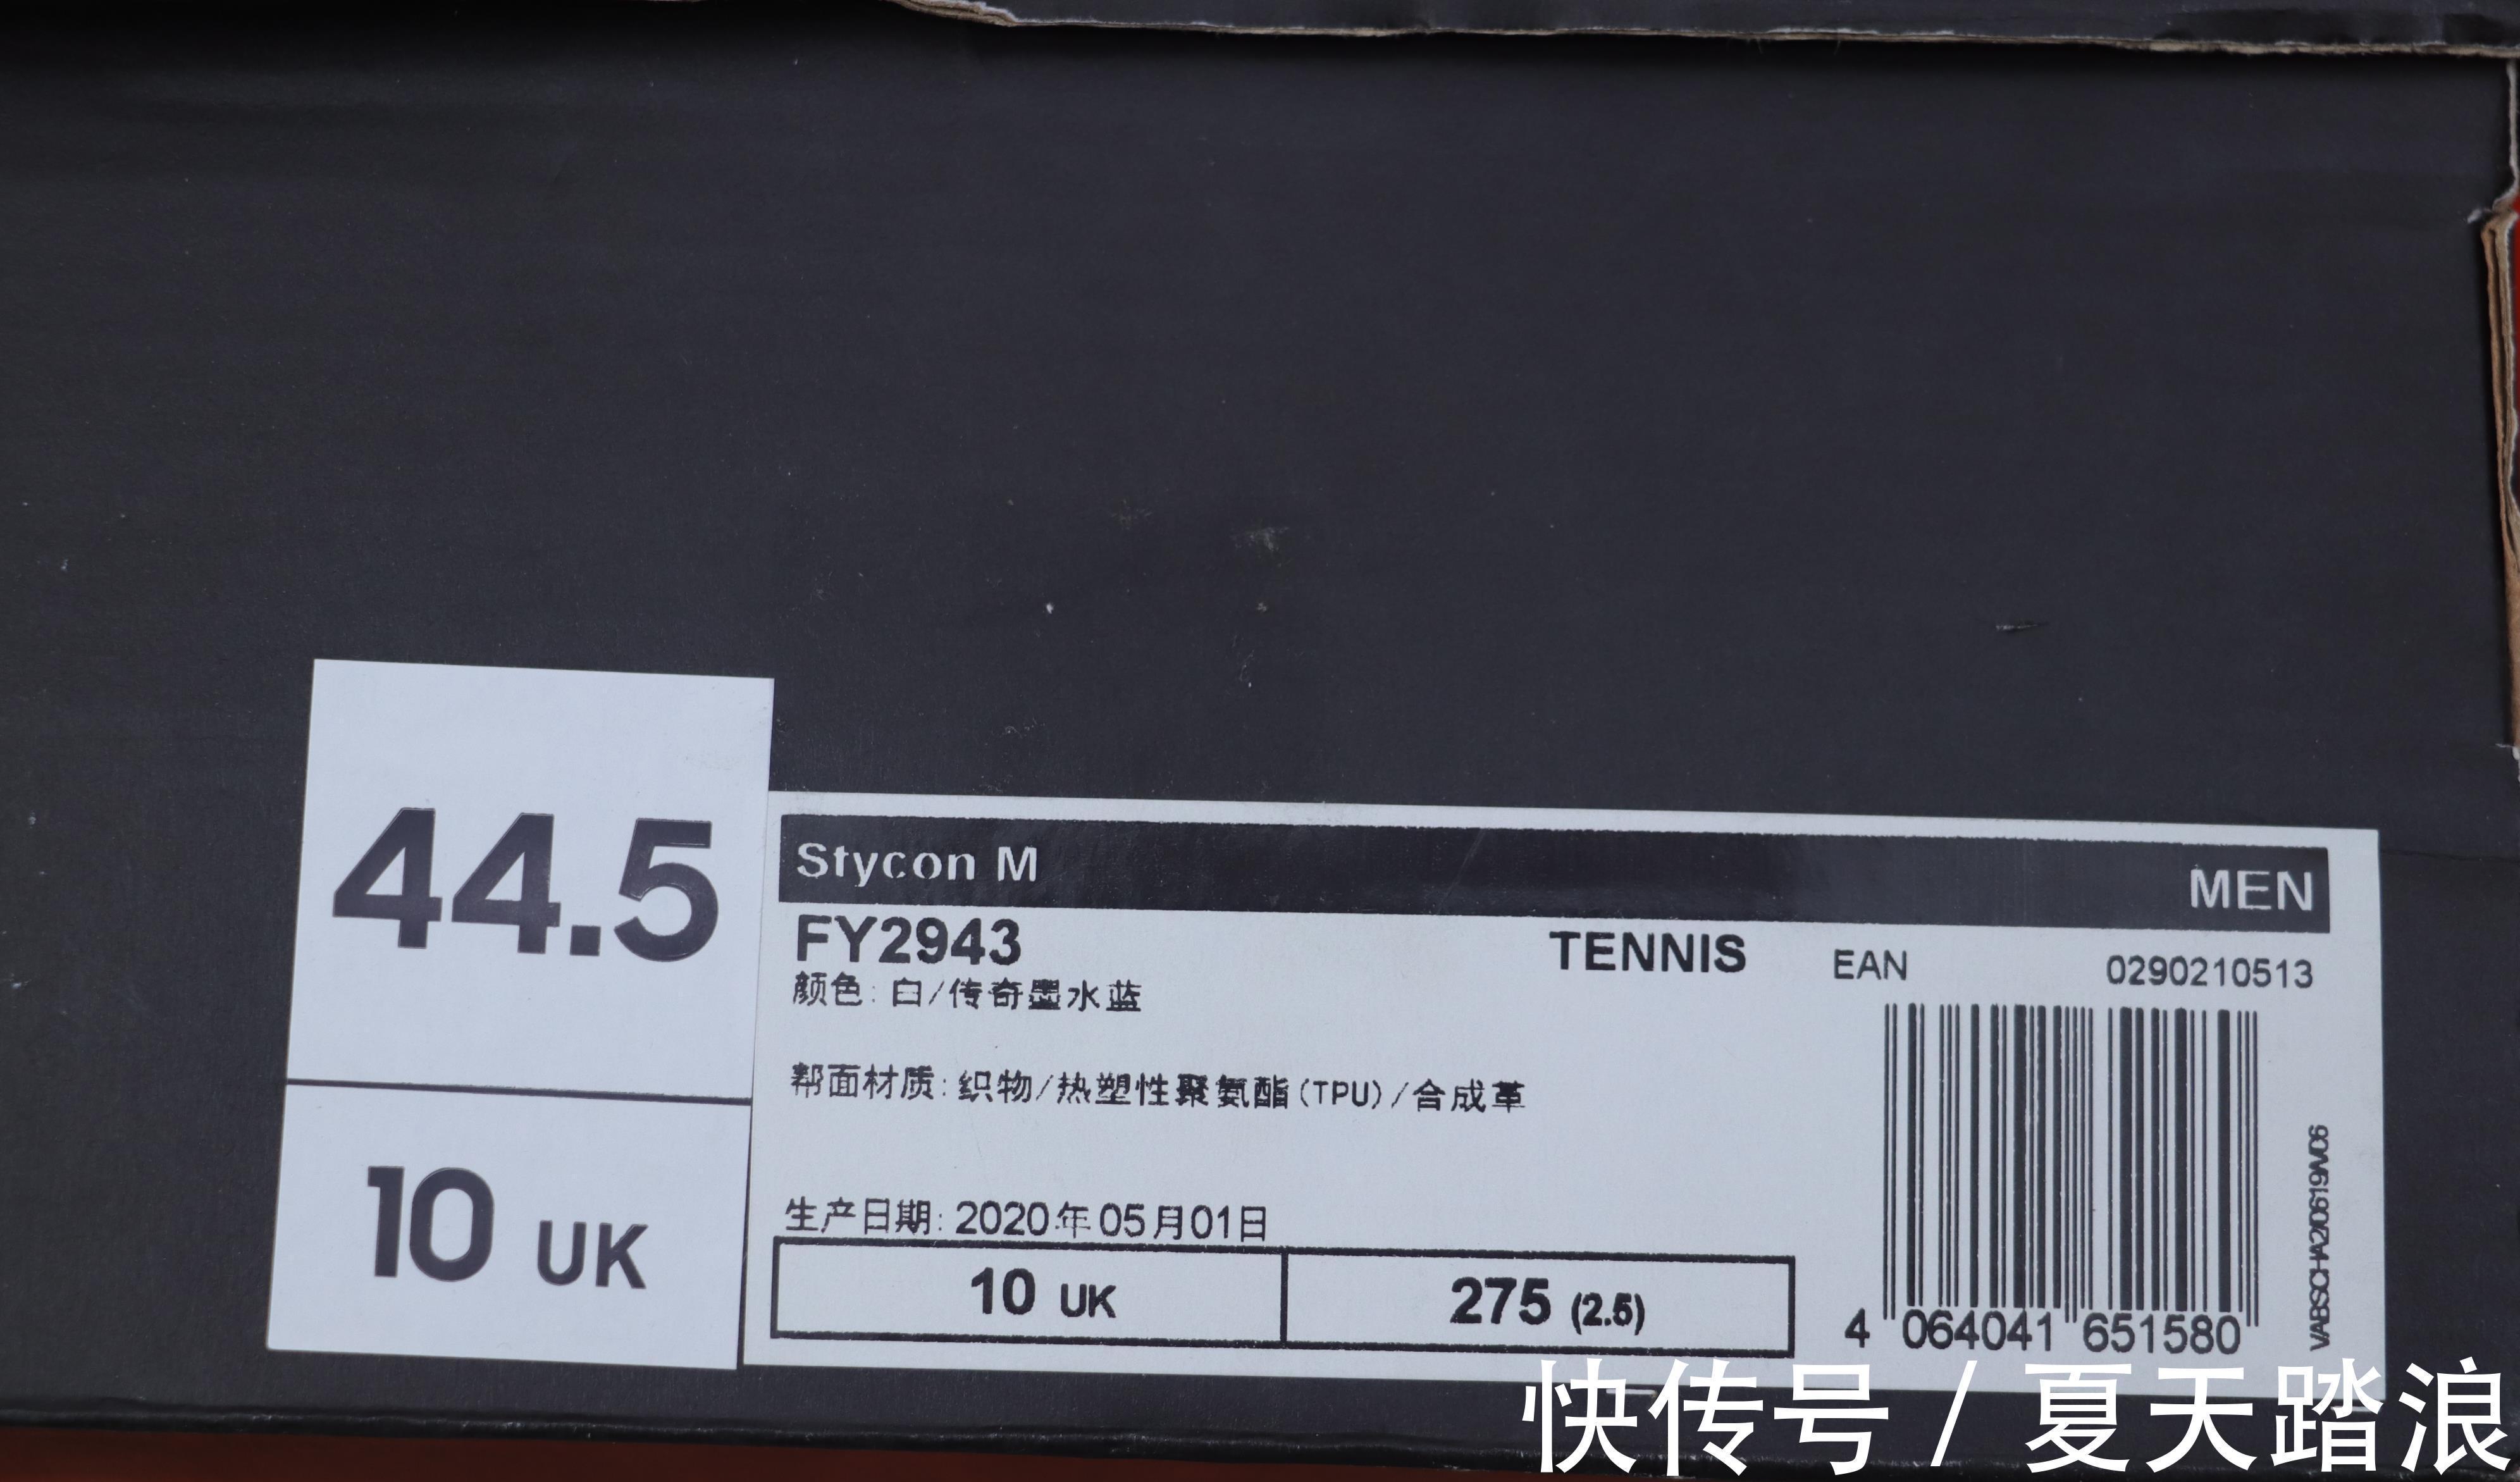 44.5
10 UK
Stycon M
MEN
FY2943
TENNIS
EAN
0290210513
颜色: 白/传奇墨水蓝
帮面材质: 织物/热塑性聚氨酯(TPU)/合成革
生产日期: 2020年05月01日
10 UK
275 (2.5)
4 064041 651580
快传号 / 夏天踏浪